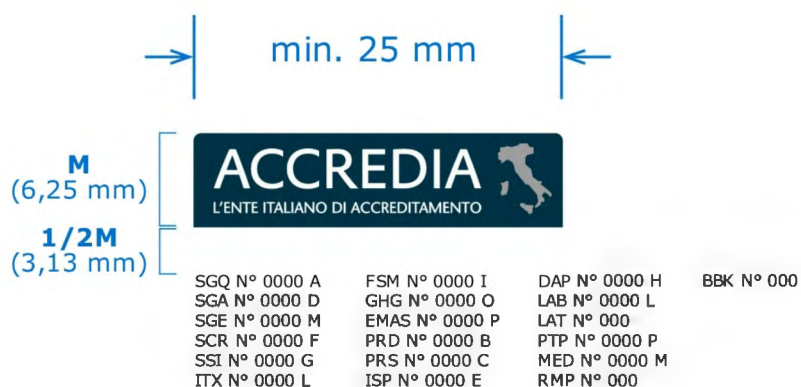 min. 25 mm
M
(6,25 mm)
ACCREDIA
L'ENTE ITALIANO DI ACCREDITAMENTO
1/2M
(3,13 mm)
SGQ N° 0000 A FSM N° 0000 I DAP N° 0000 H BBK N° 000
SGA N° 0000 D GHG N° 0000 O LAB N° 0000 L
SGE N° 0000 M EMAS N° 0000 P LAT N° 000
SCR N° 0000 F PRD N° 0000 B PTP N° 0000 P
SSI N° 0000 G PRS N° 0000 C MED N° 0000 M
ITX N° 0000 L ISP N° 0000 E RMP N° 000